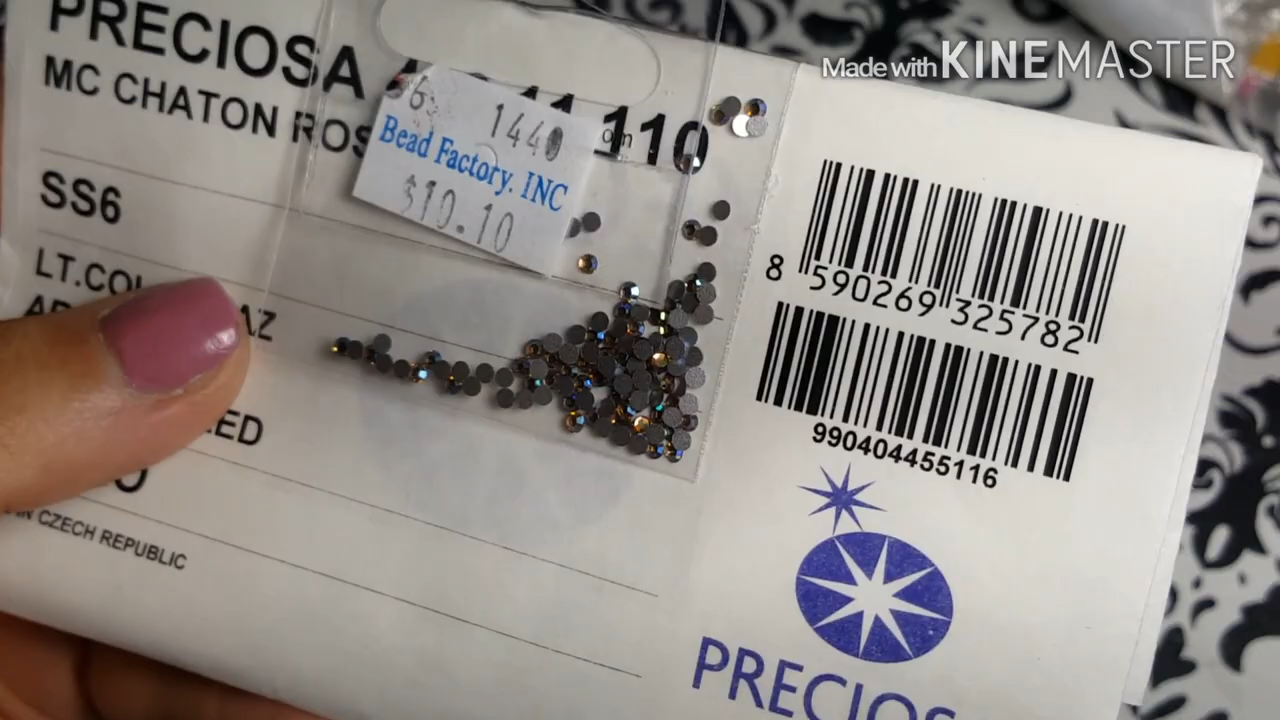 Made with KINEMASTER
PRECIOSA
110
MC CHATON ROS
6
1440
Bead Factory. INC
$10.10
SS6
LT.COL
AZ
ED
CZECH REPUBLIC
8 590269 325782
990404455116
PRECIOS